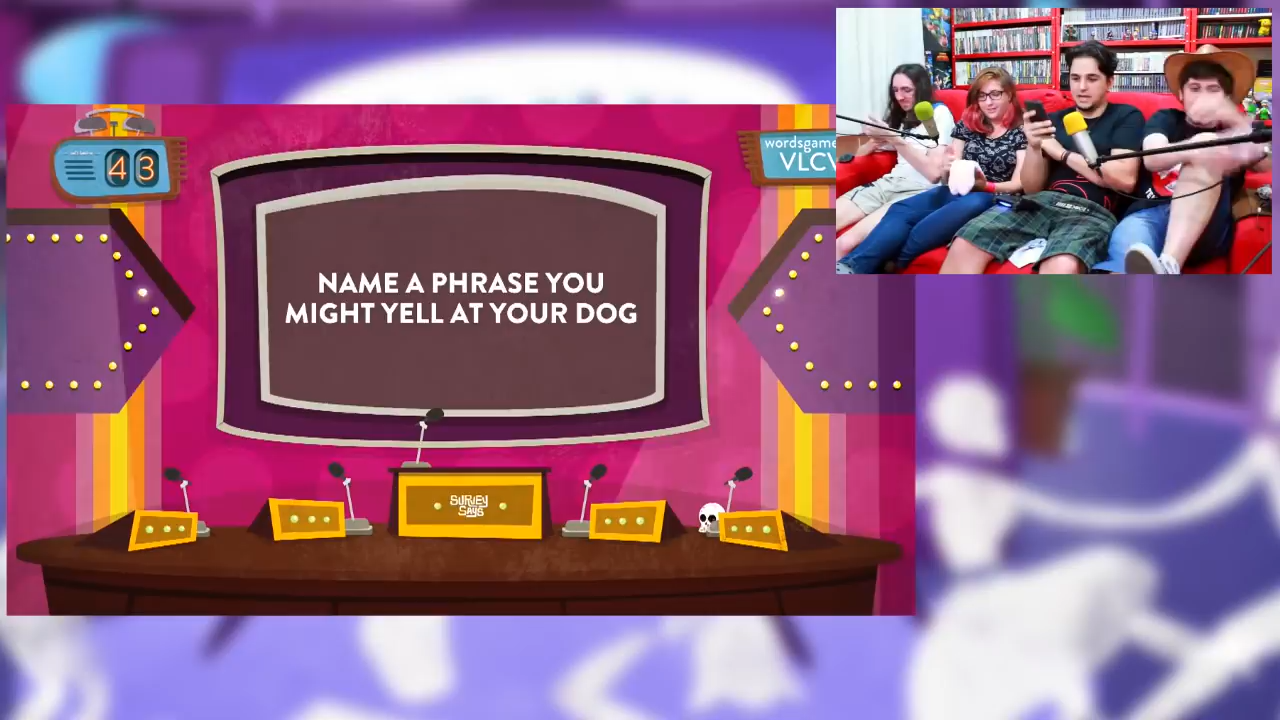 43
wordsgame
VLCV
NAME A PHRASE YOU
MIGHT YELL AT YOUR DOG
SURVEY
SAYS